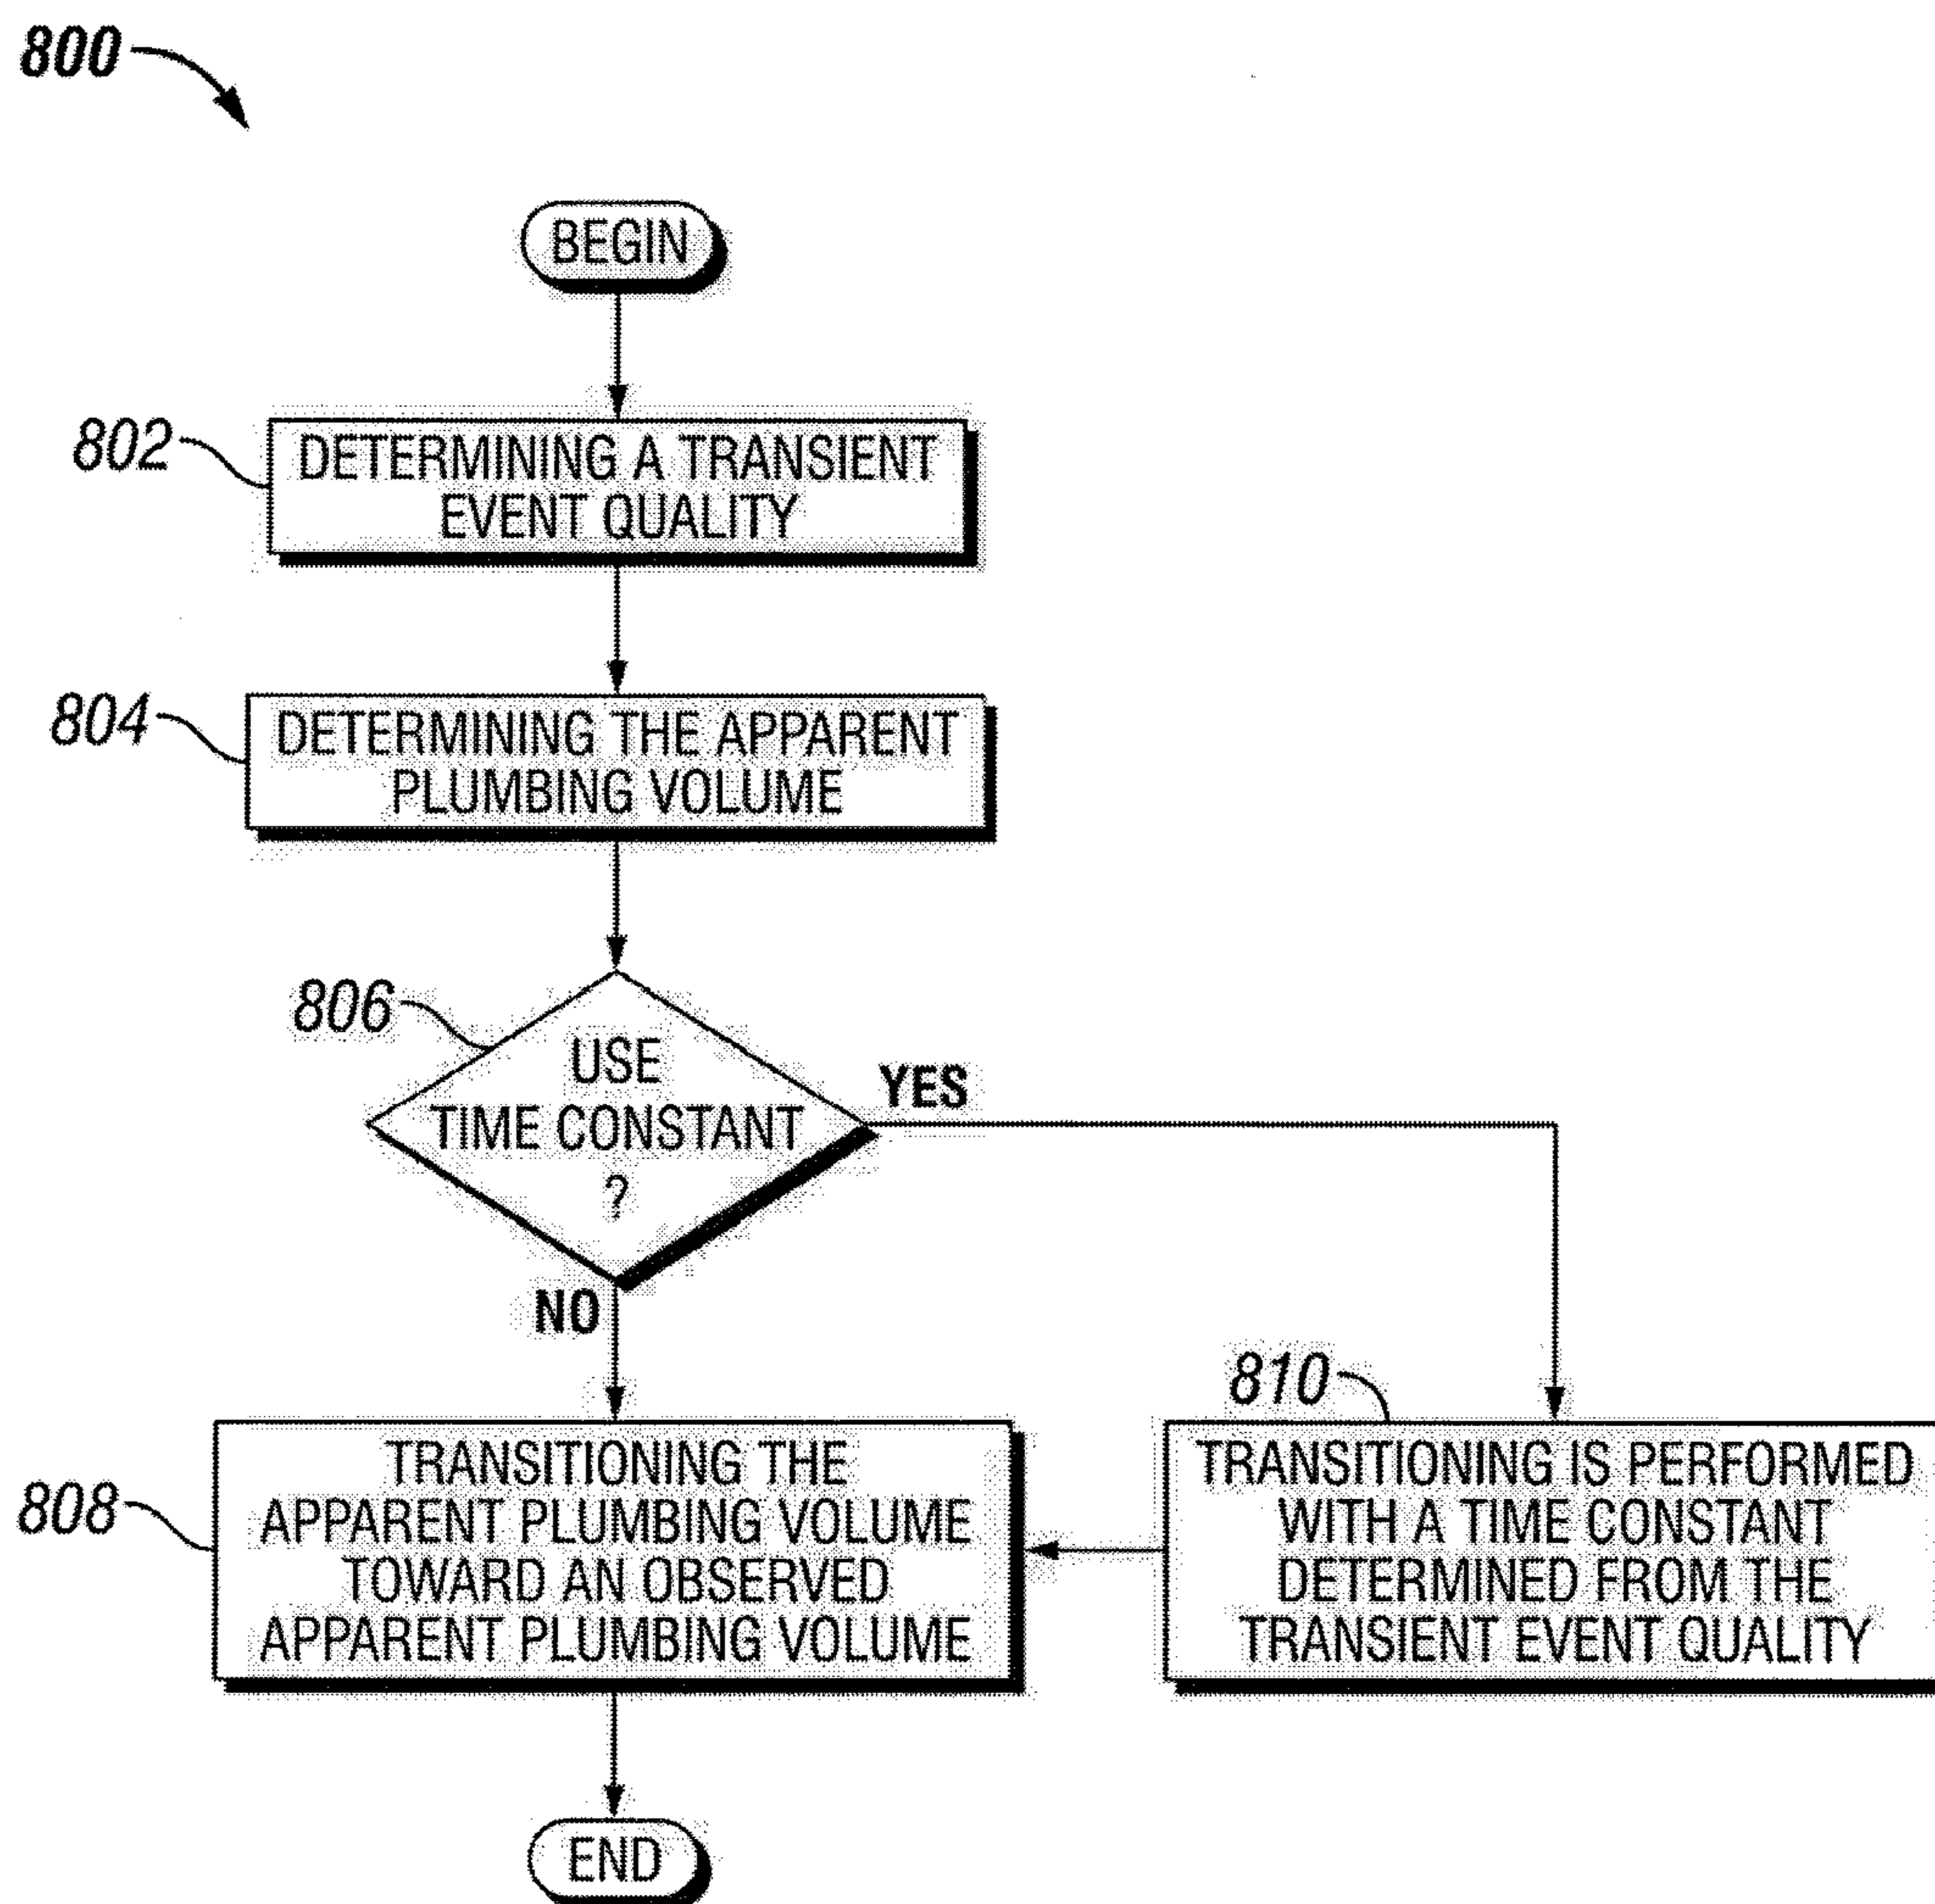 800
BEGIN
802
DETERMINING A TRANSIENT
EVENT QUALITY
804
DETERMINING THE APPARENT
PLUMBING VOLUME
806
USE
TIME CONSTANT
?
YES
NO
808
TRANSITIONING THE
APPARENT PLUMBING VOLUME
TOWARD AN OBSERVED
APPARENT PLUMBING VOLUME
810
TRANSITIONING IS PERFORMED
WITH A TIME CONSTANT
DETERMINED FROM THE
TRANSIENT EVENT QUALITY
END